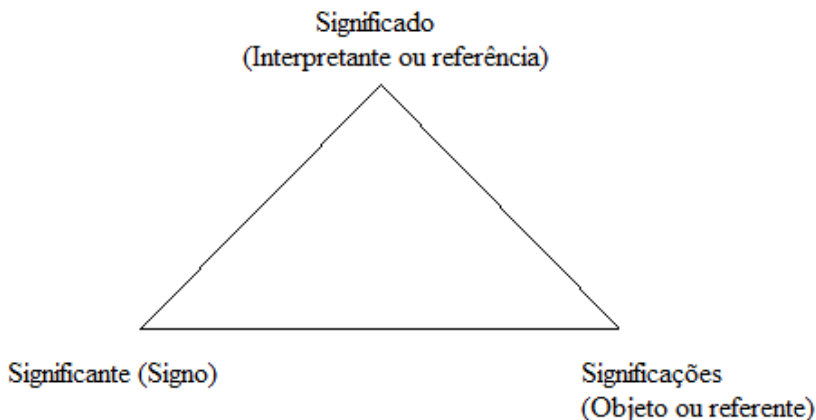 Significado
(Interpretante ou referência)
Significante (Signo)
Significações
(Objeto ou referente)